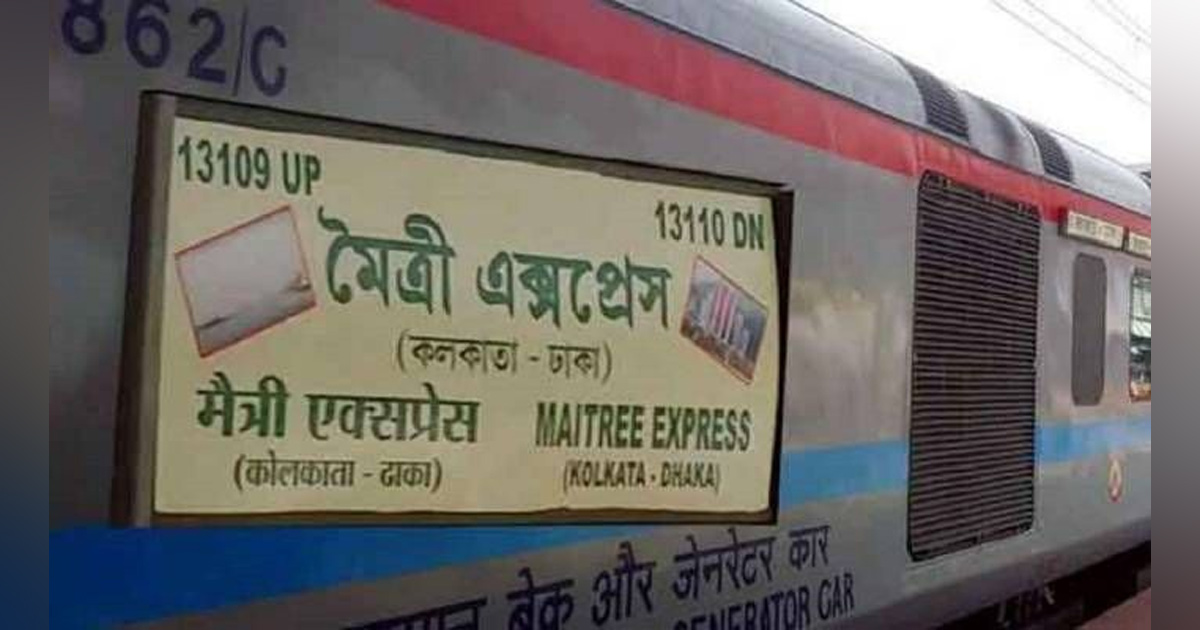 862/C
13109 UP
13110 DN
মৈত্রী এক্সপ্রেস
(কলকাতা - ঢাকা)
मैत्री एक्सप्रेस
(कोलकाता - ढाका)
MAITREE EXPRESS
(KOLKATA - DHAKA)
ब्रेक और जेनरेटर कार
GENERATOR CAR